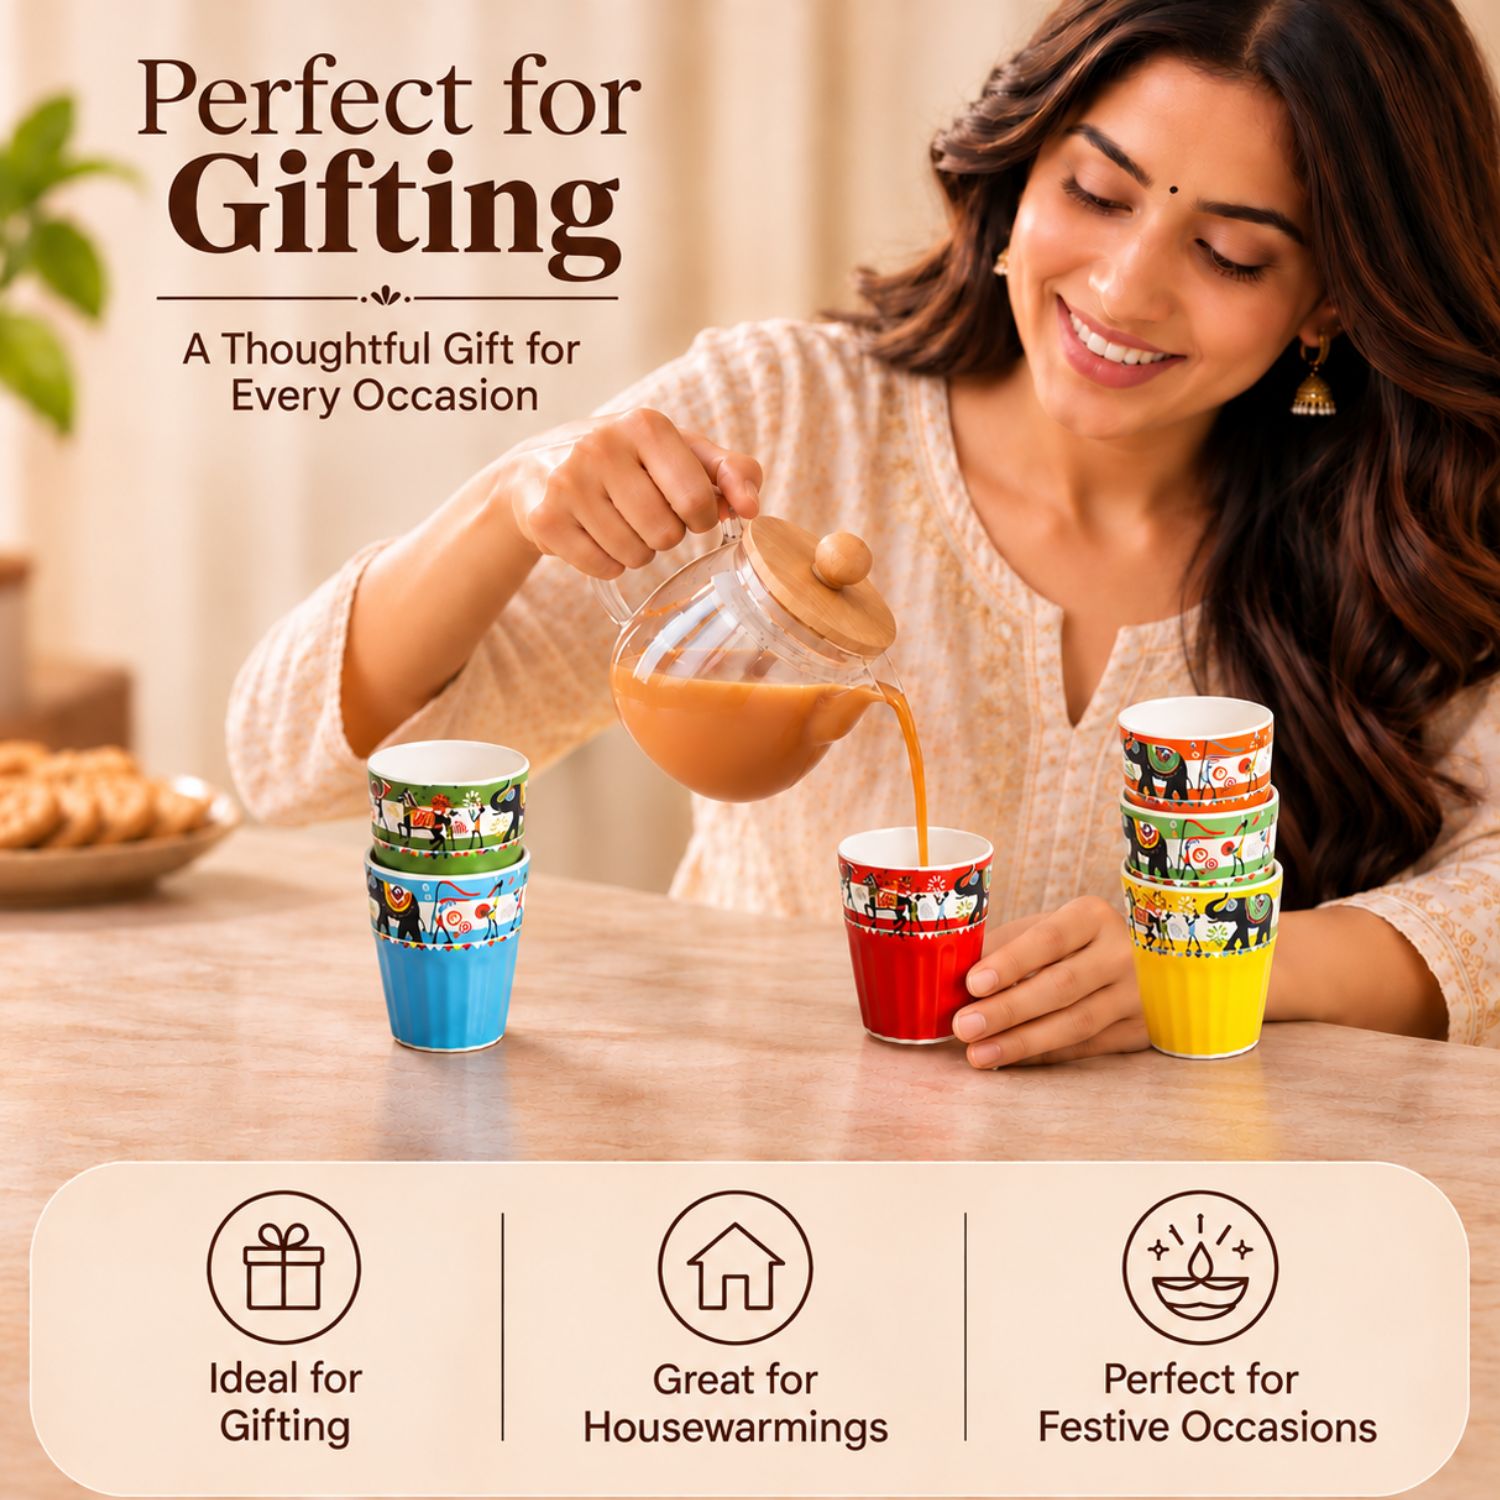 Perfect for
Gifting
A Thoughtful Gift for
Every Occasion
Ideal for
Gifting
Great for
Housewarmings
Perfect for
Festive Occasions